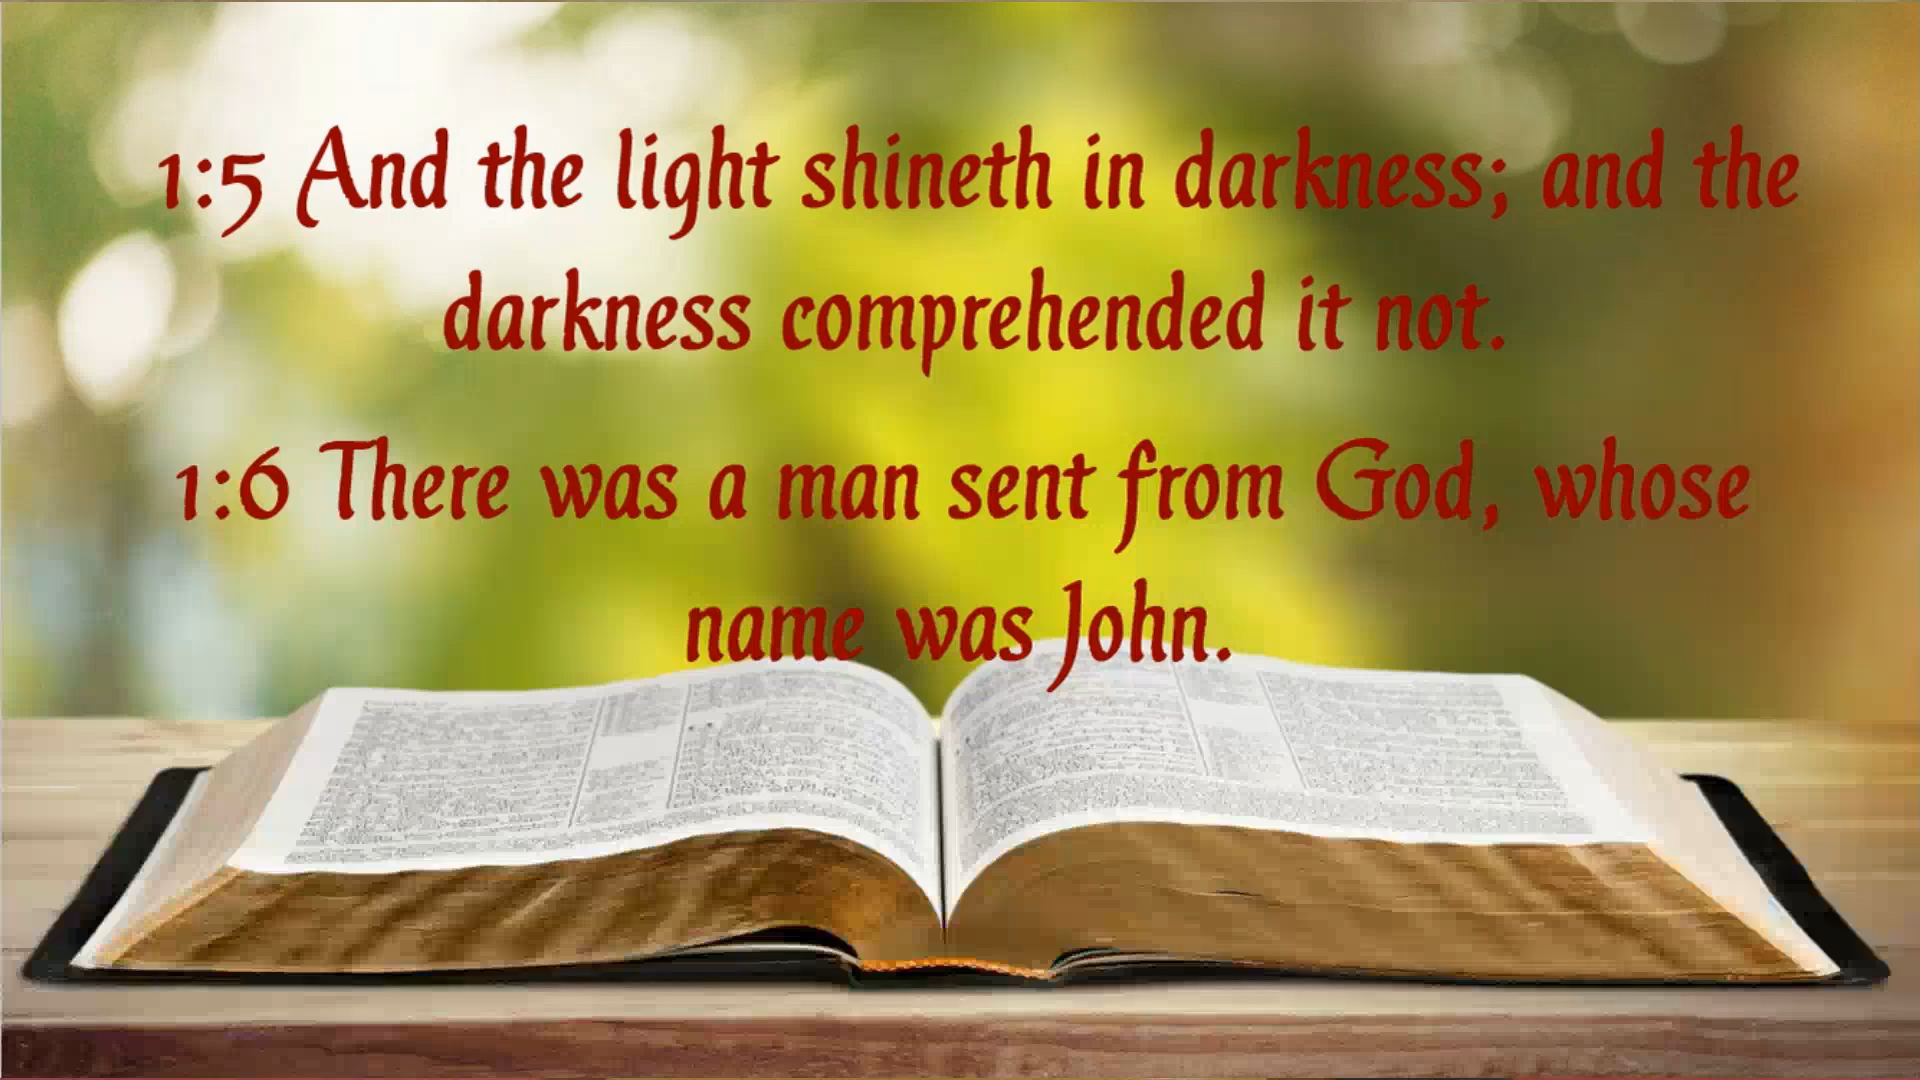 1:5 And the light shineth in darkness; and the
darkness comprehended it not.
1:6 There was a man sent from God, whose
name was John.